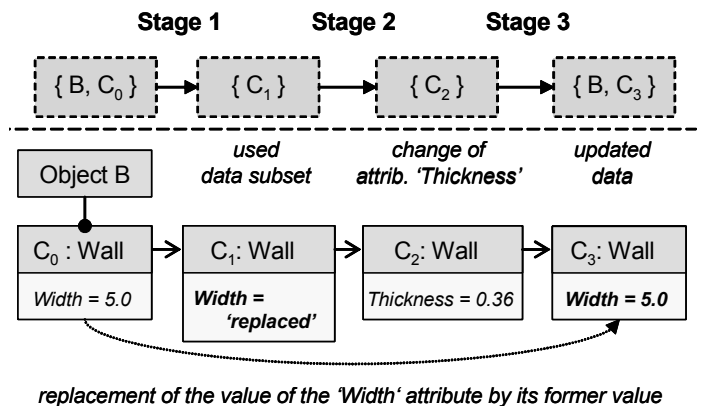 Stage 1 Stage 2 Stage 3
{ B, C₀ } { C₁ } { C₂ } { B, C₃ }
used data subset
change of attrib. ‘Thickness’
updated data
Object B
C₀ : Wall
Width = 5.0
C₁: Wall
Width =
‘replaced’
C₂: Wall
Thickness = 0.36
C₃: Wall
Width = 5.0
replacement of the value of the ‘Width‘ attribute by its former value